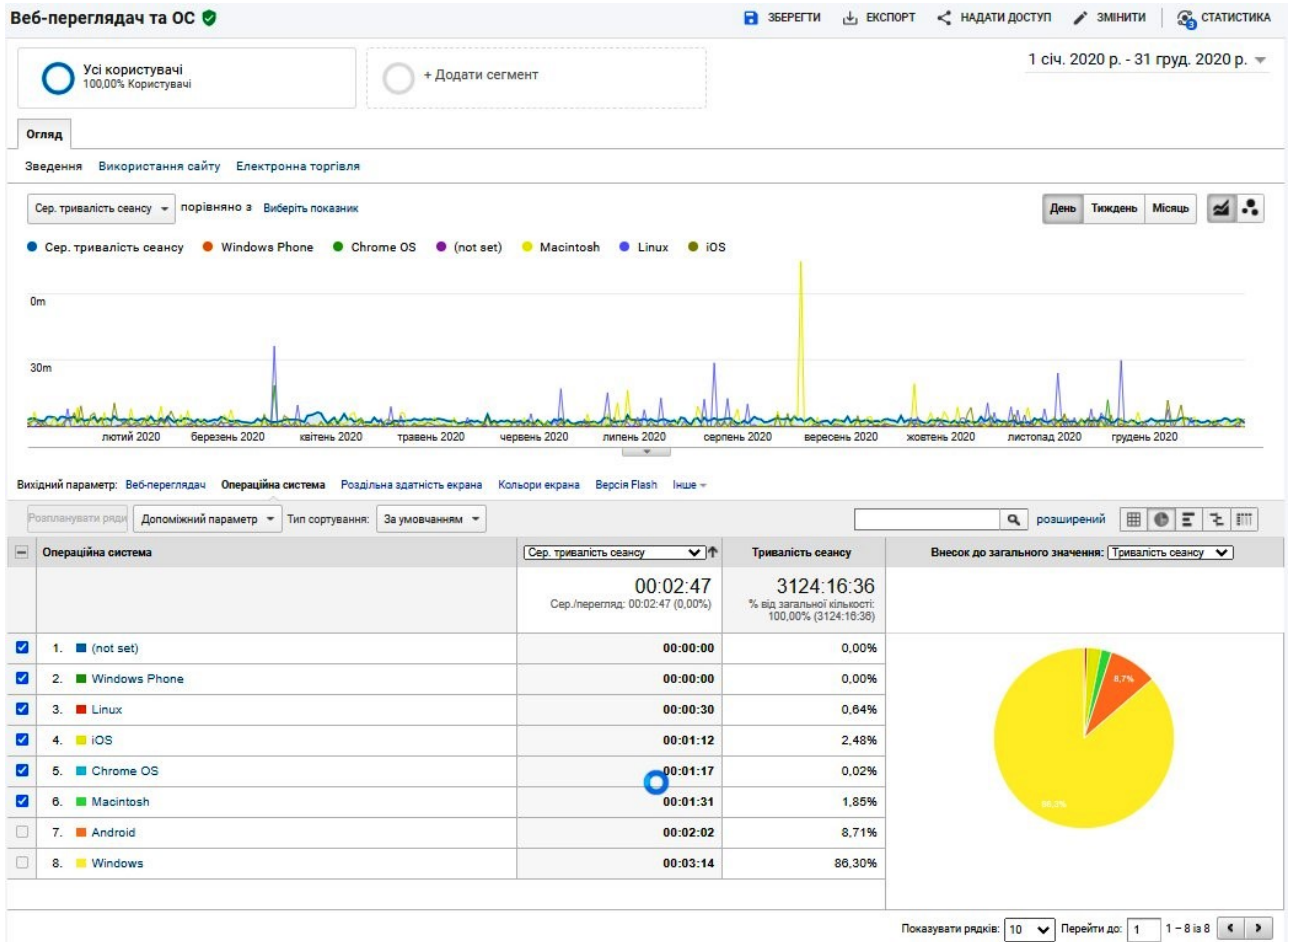 Веб-переглядач та ОС
ЗБЕРЕГТИ ЕКСПОРТ НАДАТИ ДОСТУП ЗМІНИТИ 3 СТАТИСТИКА
Усі користувачі
100,00% Користувачі
+ Додати сегмент
1 січ. 2020 р. - 31 груд. 2020 р.
Огляд
Зведення Використання сайту Електронна торгівля
Сер. тривалість сеансу порівняно з Виберіть показник
День Тиждень Місяць
Сер. тривалість сеансу Windows Phone Chrome OS (not set) Macintosh Linux iOS
0m
30m
лютий 2020 березень 2020 квітень 2020 травень 2020 червень 2020 липень 2020 серпень 2020 вересень 2020 жовтень 2020 листопад 2020 грудень 2020
Вихідний параметр: Веб-переглядач Операційна система Роздільна здатність екрана Кольори екрана Версія Flash Інше
Розпланувати ряди Допоміжний параметр Тип сортування: За умовчанням розширений
Операційна система Сер. тривалість сеансу Тривалість сеансу Внесок до загального значення: Тривалість сеансу
00:02:47 3124:16:36
Сер./перегляд: 00:02:47 (0,00%) % від загальної кількості:
100,00% (3124:16:36)
1. (not set) 00:00:00 0,00%
2. Windows Phone 00:00:00 0,00%
3. Linux 00:00:30 0,64%
4. iOS 00:01:12 2,48%
5. Chrome OS 00:01:17 0,02%
6. Macintosh 00:01:31 1,85%
7. Android 00:02:02 8,71%
8. Windows 00:03:14 86,30%
8,7%
86,3%
Показувати рядків: 10 Перейти до: 1 1 – 8 із 8